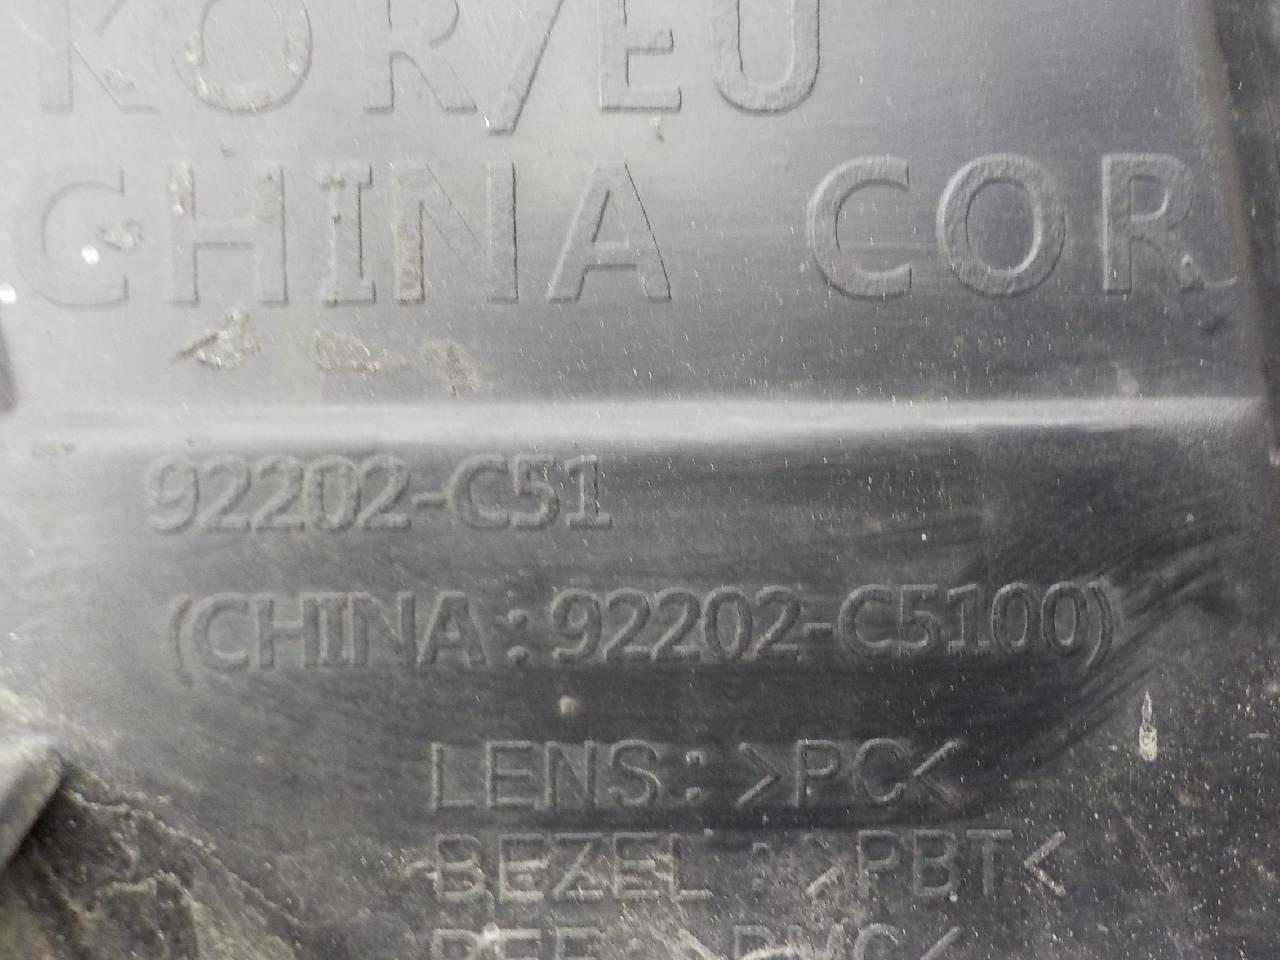 KOR/EU
CHINA COR
92202-C51
(CHINA:92202-C5100)
LENS:>PC<
BEZEL:>PBT<